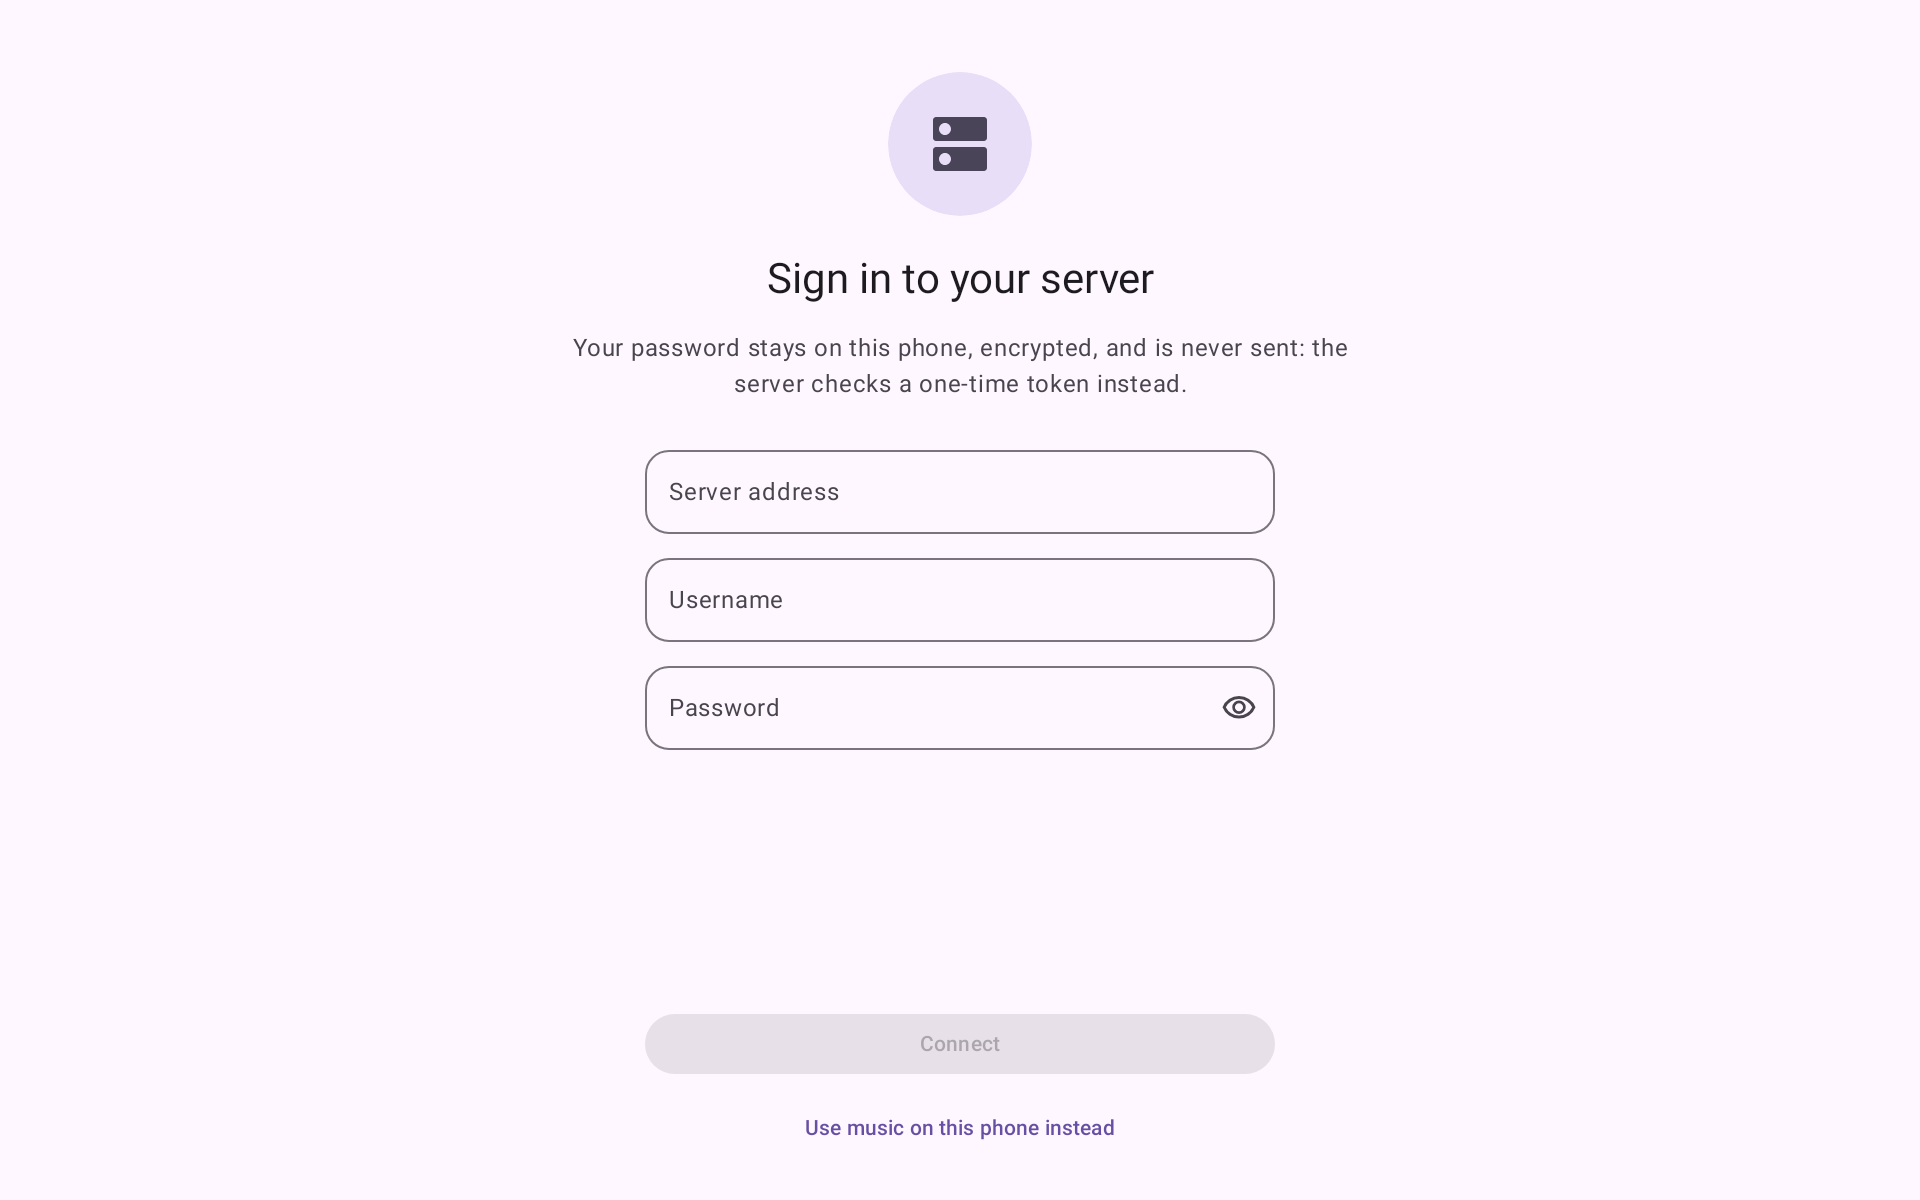 Sign in to your server
Your password stays on this phone, encrypted, and is never sent: the
server checks a one-time token instead.
Server address
Username
Password
Connect
Use music on this phone instead